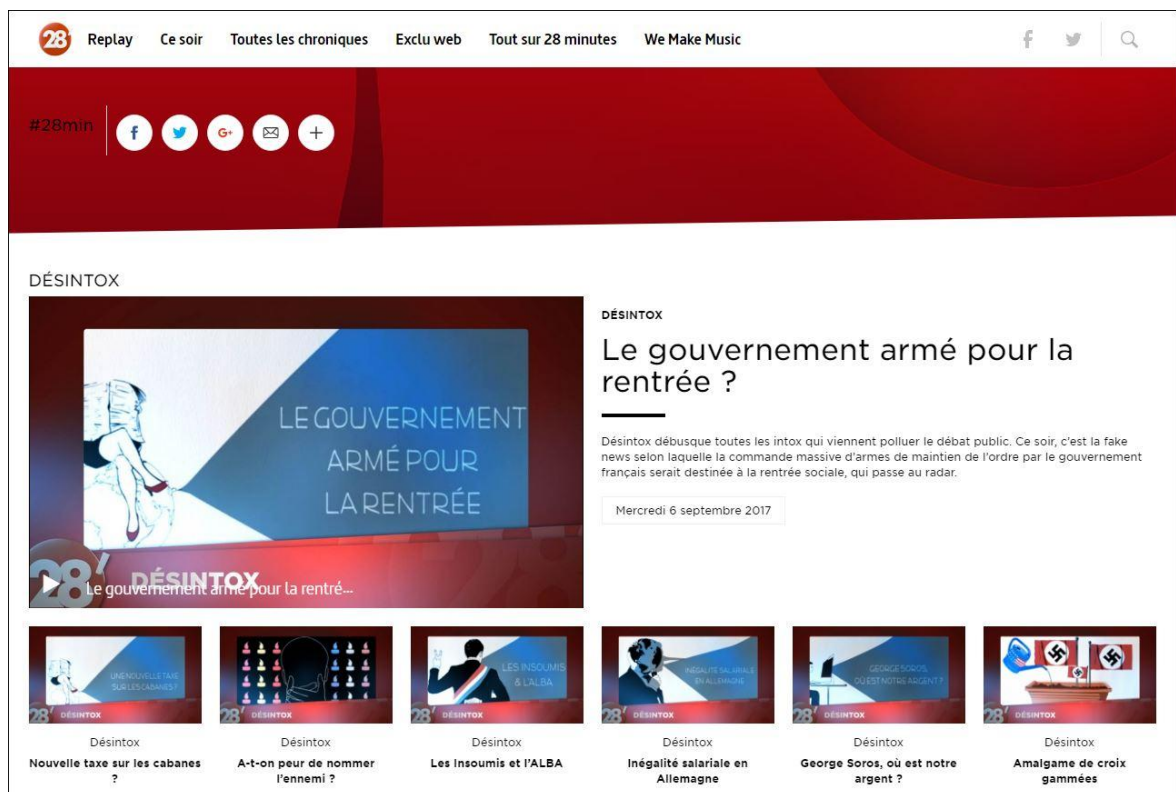 28' Replay Ce soir Toutes les chroniques Exclu web Tout sur 28 minutes We Make Music
#28min
G+
DÉSINTOX
LE GOUVERNEMENT
ARMÉ POUR
LA RENTRÉE
28' DÉSINTOX
Le gouvernement armé pour la rentré...
DÉSINTOX
Le gouvernement armé pour la
rentrée ?
Désintox débusque toutes les intox qui viennent polluer le débat public. Ce soir, c'est la fake
news selon laquelle la commande massive d'armes de maintien de l'ordre par le gouvernement
français serait destinée à la rentrée sociale, qui passe au radar.
Mercredi 6 septembre 2017
UNE NOUVELLE TAXE
SUR LES CABANES ?
28' DÉSINTOX
Désintox
Nouvelle taxe sur les cabanes
?
28' DÉSINTOX
Désintox
A-t-on peur de nommer
l'ennemi ?
LES INSOUMIS
& L'ALBA
28' DÉSINTOX
Désintox
Les Insoumis et l'ALBA
INÉGALITÉ SALARIALE
EN ALLEMAGNE
28' DÉSINTOX
Désintox
Inégalité salariale en
Allemagne
GEORGE SOROS,
OÙ EST NOTRE ARGENT ?
28' DÉSINTOX
Désintox
George Soros, où est notre
argent ?
28' DÉSINTOX
Désintox
Amalgame de croix
gammées